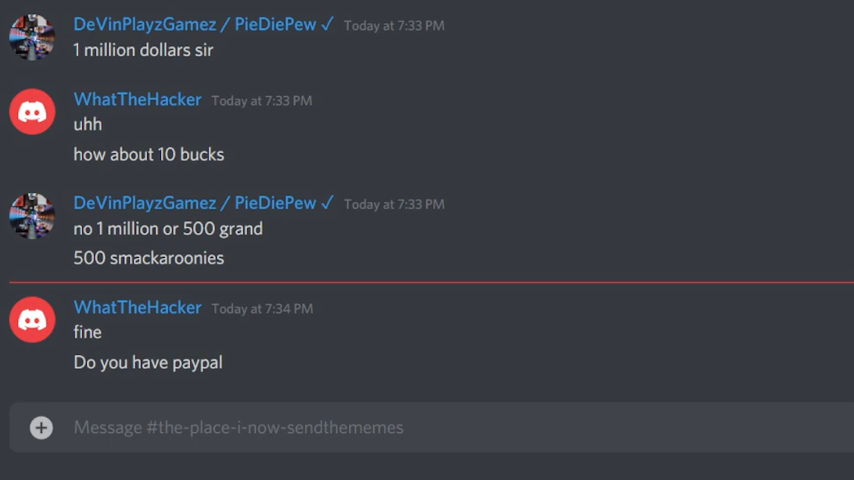 DeVinPlayzGamez / PieDiePew ✓ Today at 7:33 PM
1 million dollars sir
WhatTheHacker Today at 7:33 PM
uhh
how about 10 bucks
DeVinPlayzGamez / PieDiePew ✓ Today at 7:33 PM
no 1 million or 500 grand
500 smackaroonies
WhatTheHacker Today at 7:34 PM
fine
Do you have paypal
Message #the-place-i-now-sendthememes